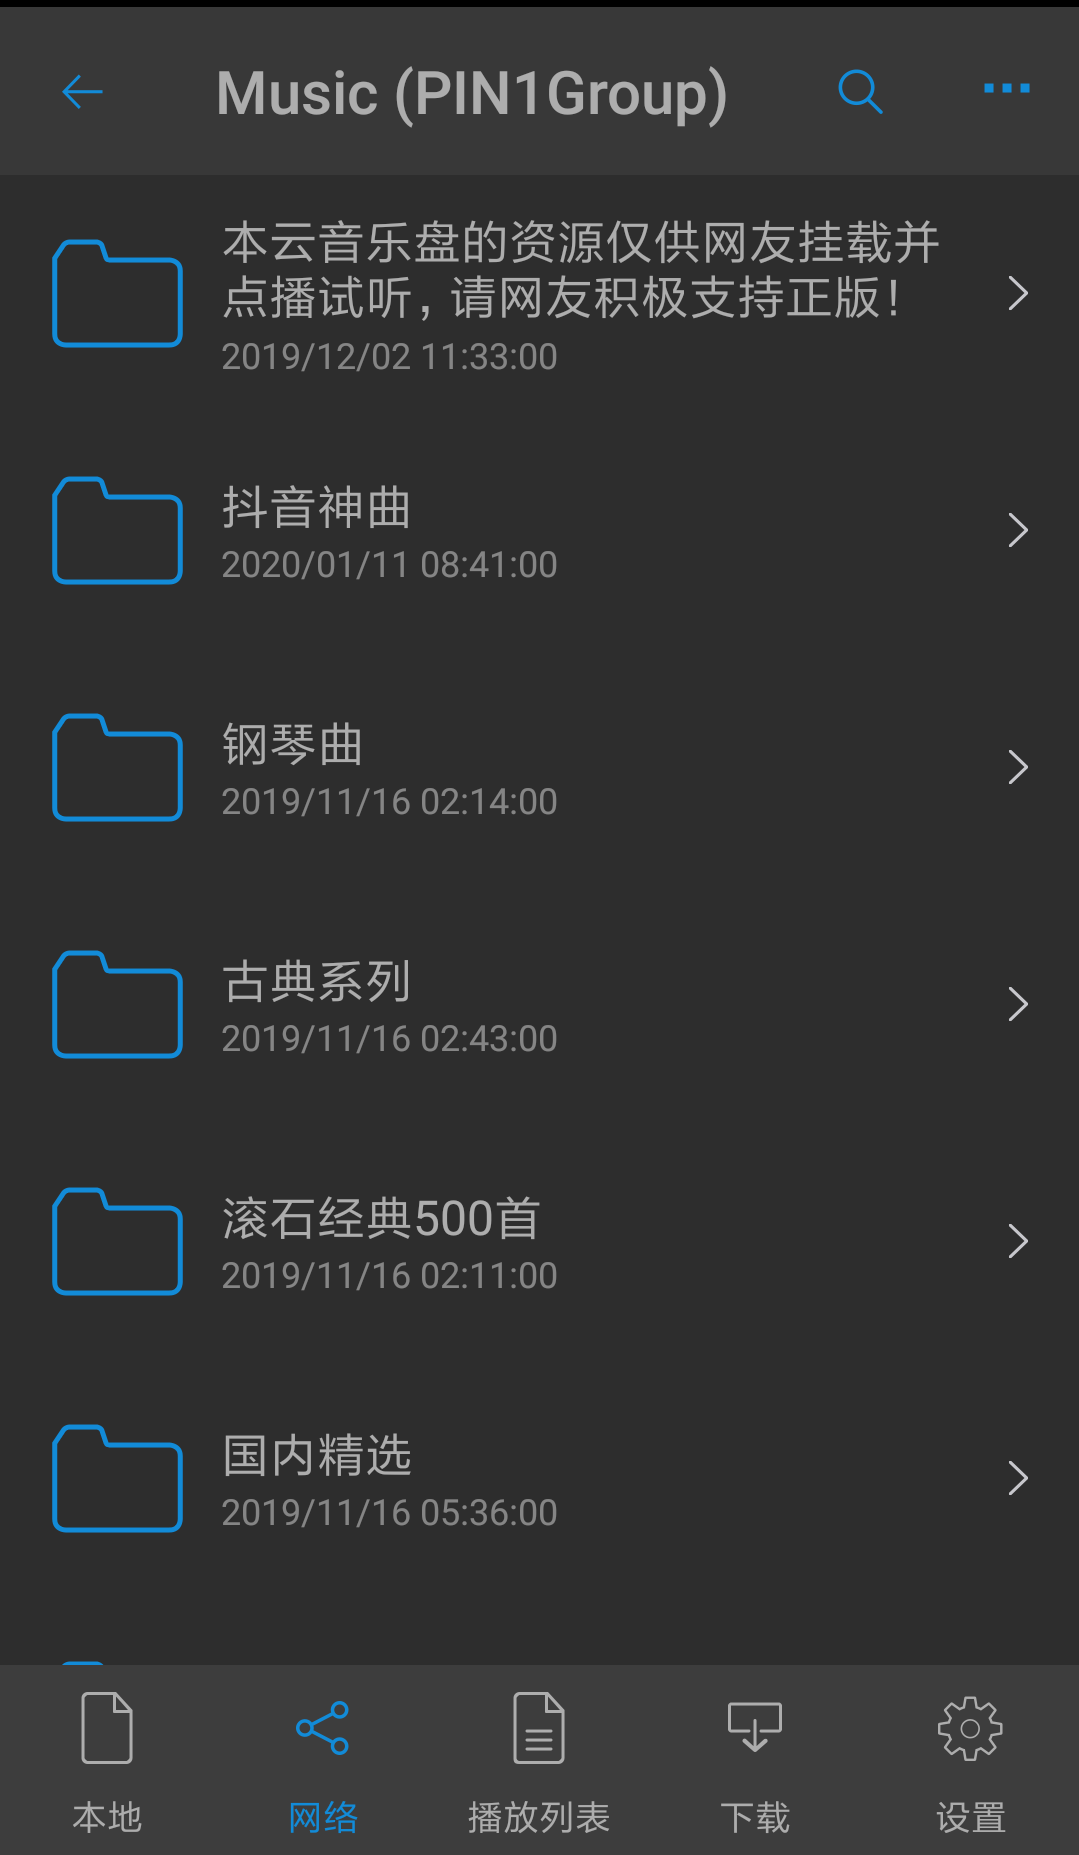 Music (PIN1Group)
本云音乐盘的资源仅供网友挂载并
点播试听，请网友积极支持正版！
2019/12/02 11:33:00
抖音神曲
2020/01/11 08:41:00
钢琴曲
2019/11/16 02:14:00
古典系列
2019/11/16 02:43:00
滚石经典500首
2019/11/16 02:11:00
国内精选
2019/11/16 05:36:00
本地
网络
播放列表
下载
设置